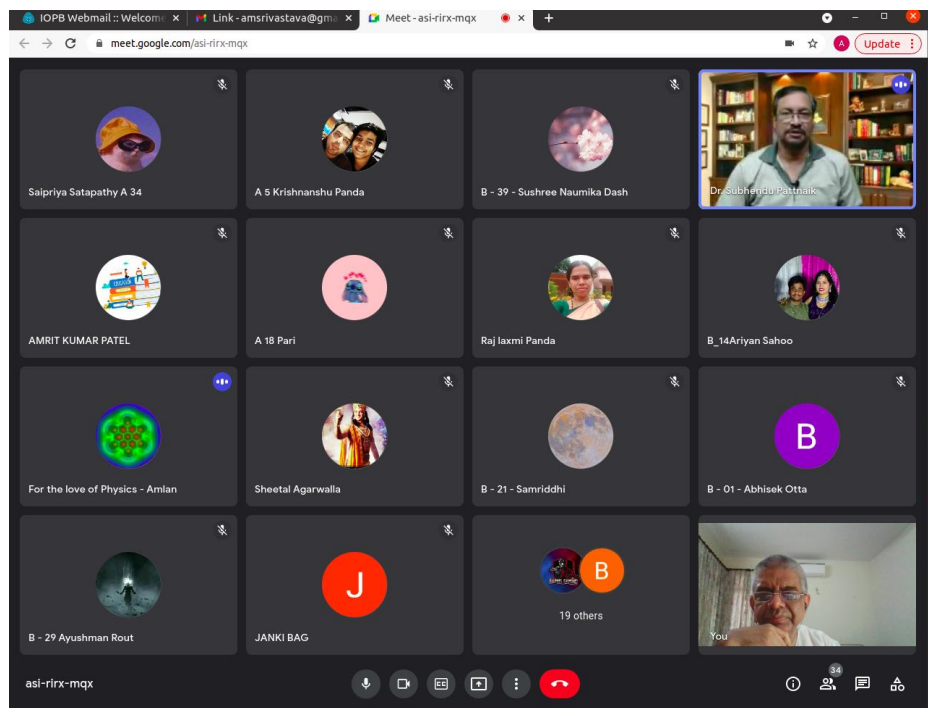 IOPB Webmail :: Welcome
Link - amsrivastava@gma
Meet - asi-rirx-mqx
meet.google.com/asi-rirx-mqx
A
Update
Saipriya Satapathy A 34
A 5 Krishnanshu Panda
B - 39 - Sushree Naumika Dash
Dr. Subhendu Pattnaik
AMRIT KUMAR PATEL
A 18 Pari
Raj laxmi Panda
B_14Ariyan Sahoo
For the love of Physics - Amlan
Sheetal Agarwalla
B - 21 - Samriddhi
B
B - 01 - Abhisek Otta
B - 29 Ayushman Rout
J
JANKI BAG
B
19 others
You
asi-rirx-mqx
CC
34